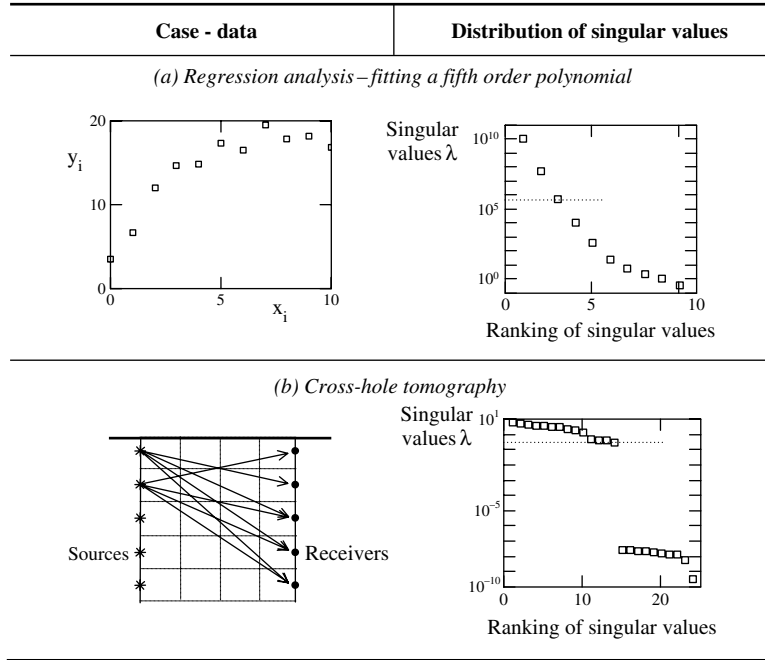 Case - data
Distribution of singular values
(a) Regression analysis – fitting a fifth order polynomial
20
y_i
10
0
0
5
10
x_i
Singular
values λ
10^10
10^5
10^0
0
5
10
Ranking of singular values
(b) Cross-hole tomography
Sources
Receivers
Singular
values λ
10^1
10^−5
10^−10
0
10
20
Ranking of singular values